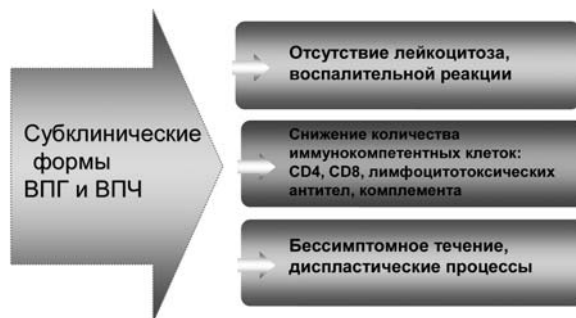 Субклинические
формы
ВПГ и ВПЧ
Отсутствие лейкоцитоза,
воспалительной реакции
Снижение количества
иммунокомпетентных клеток:
CD4, CD8, лимфоцитотоксических
антител, комплемента
Бессимптомное течение,
диспластические процессы